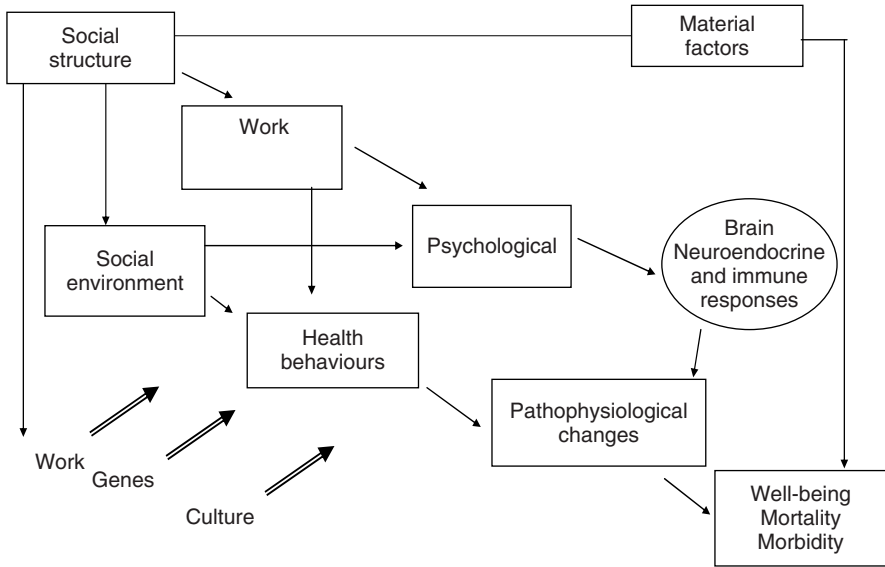 Social
structure
Material
factors
Work
Social
environment
Psychological
Brain
Neuroendocrine
and immune
responses
Health
behaviours
Pathophysiological
changes
Work
Genes
Culture
Well-being
Mortality
Morbidity